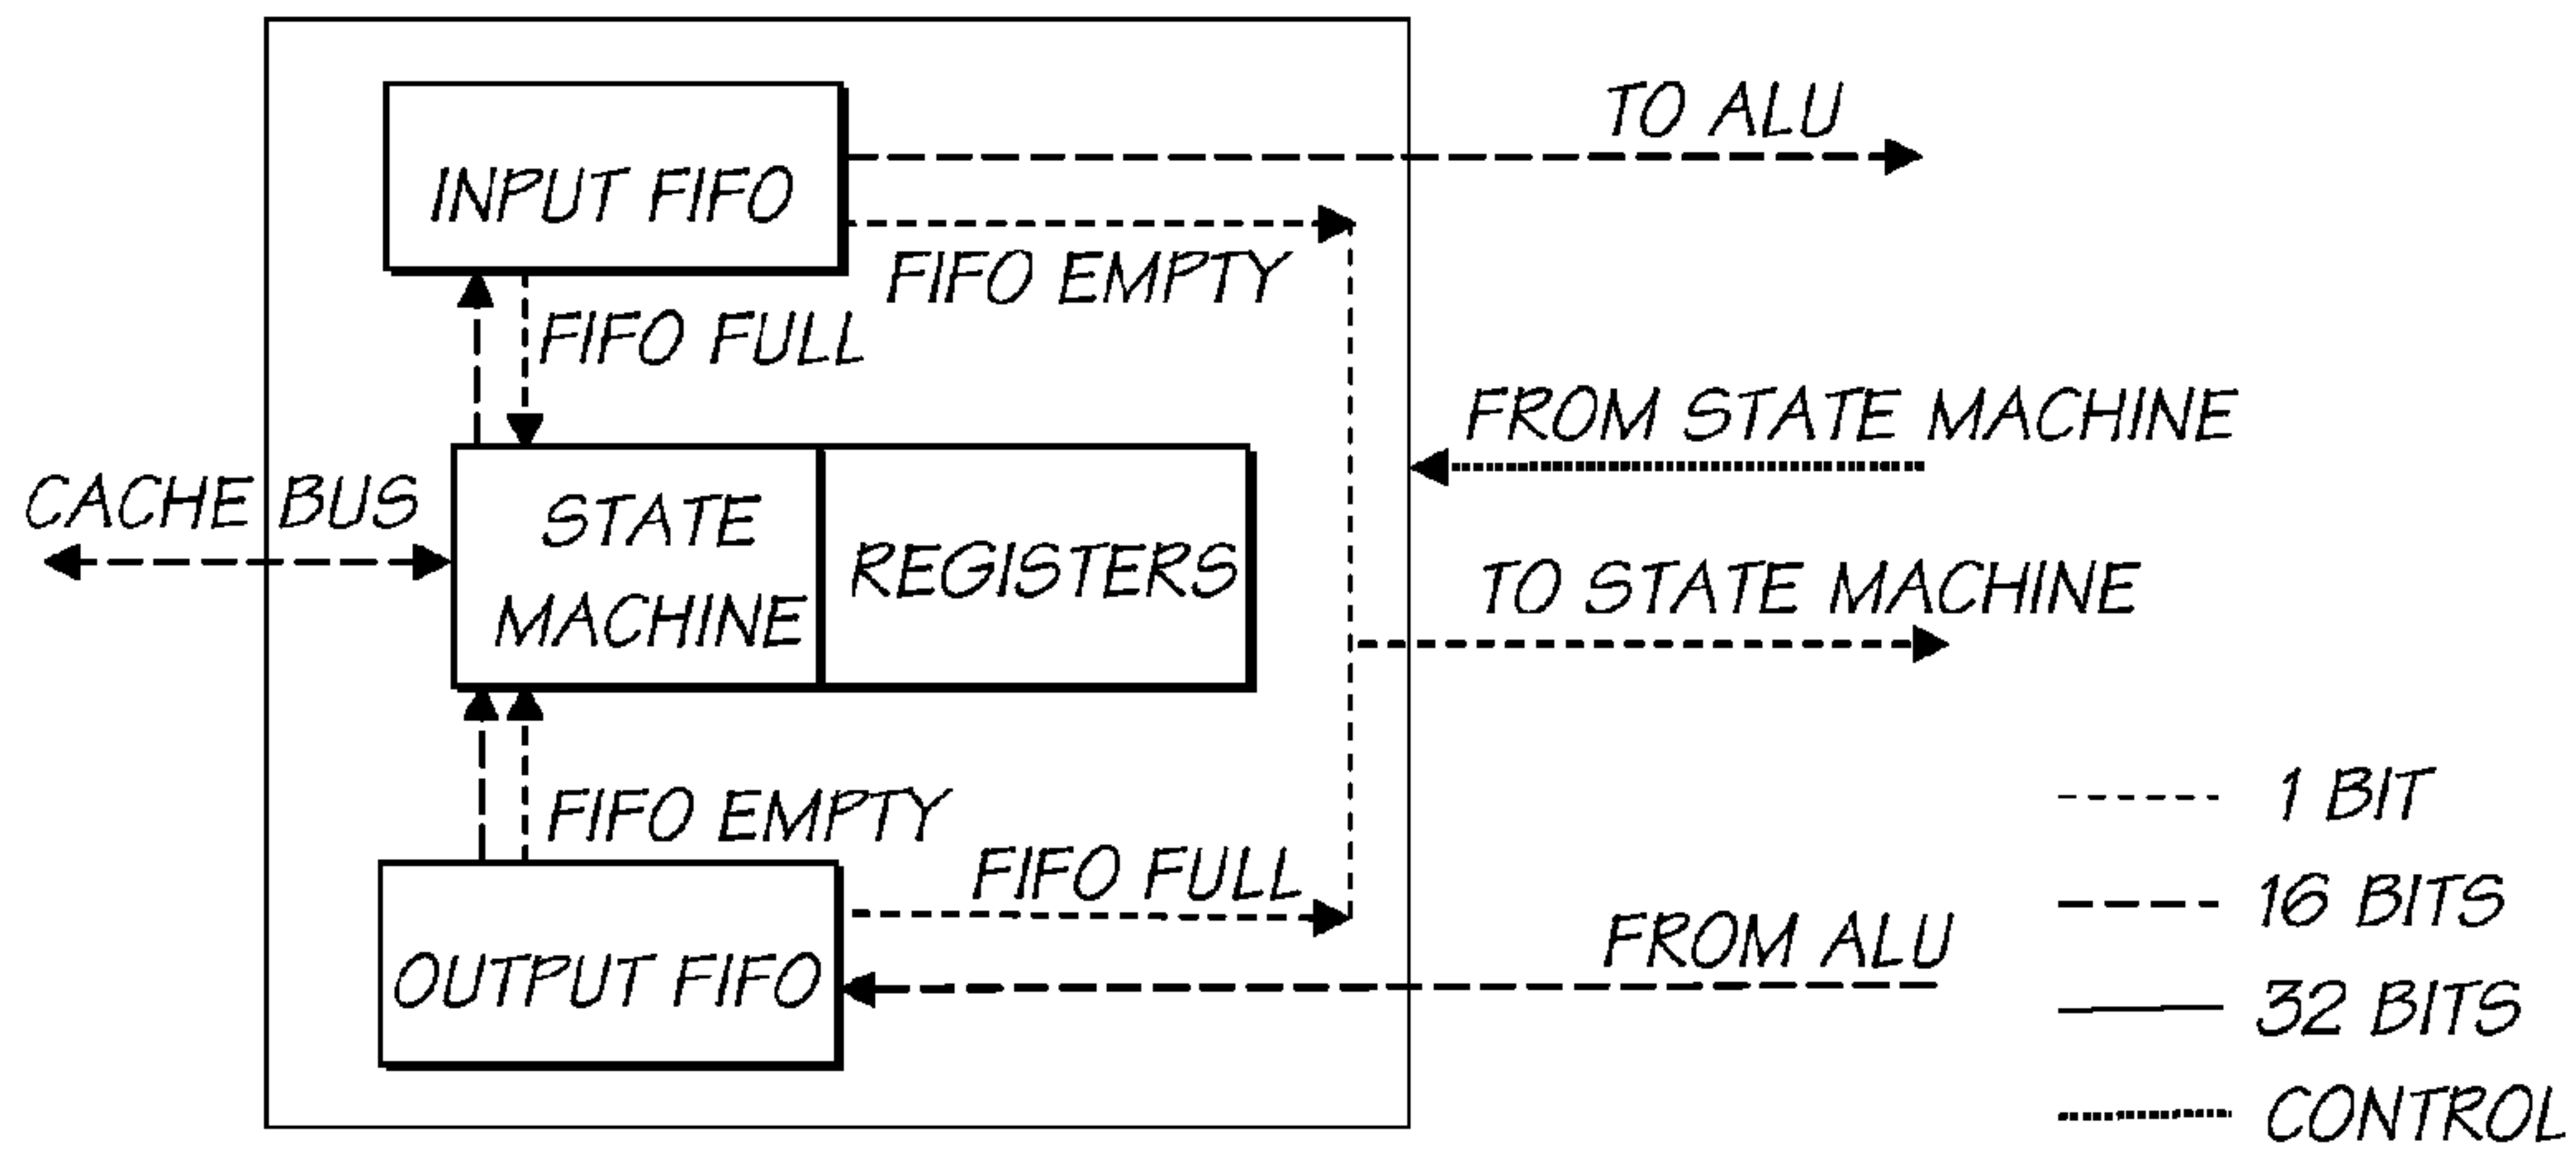 TO ALU
INPUT FIFO
FIFO EMPTY
FIFO FULL
FROM STATE MACHINE
CACHE BUS
STATE
MACHINE
REGISTERS
TO STATE MACHINE
FIFO EMPTY
FIFO FULL
OUTPUT FIFO
FROM ALU
1 BIT
16 BITS
32 BITS
CONTROL